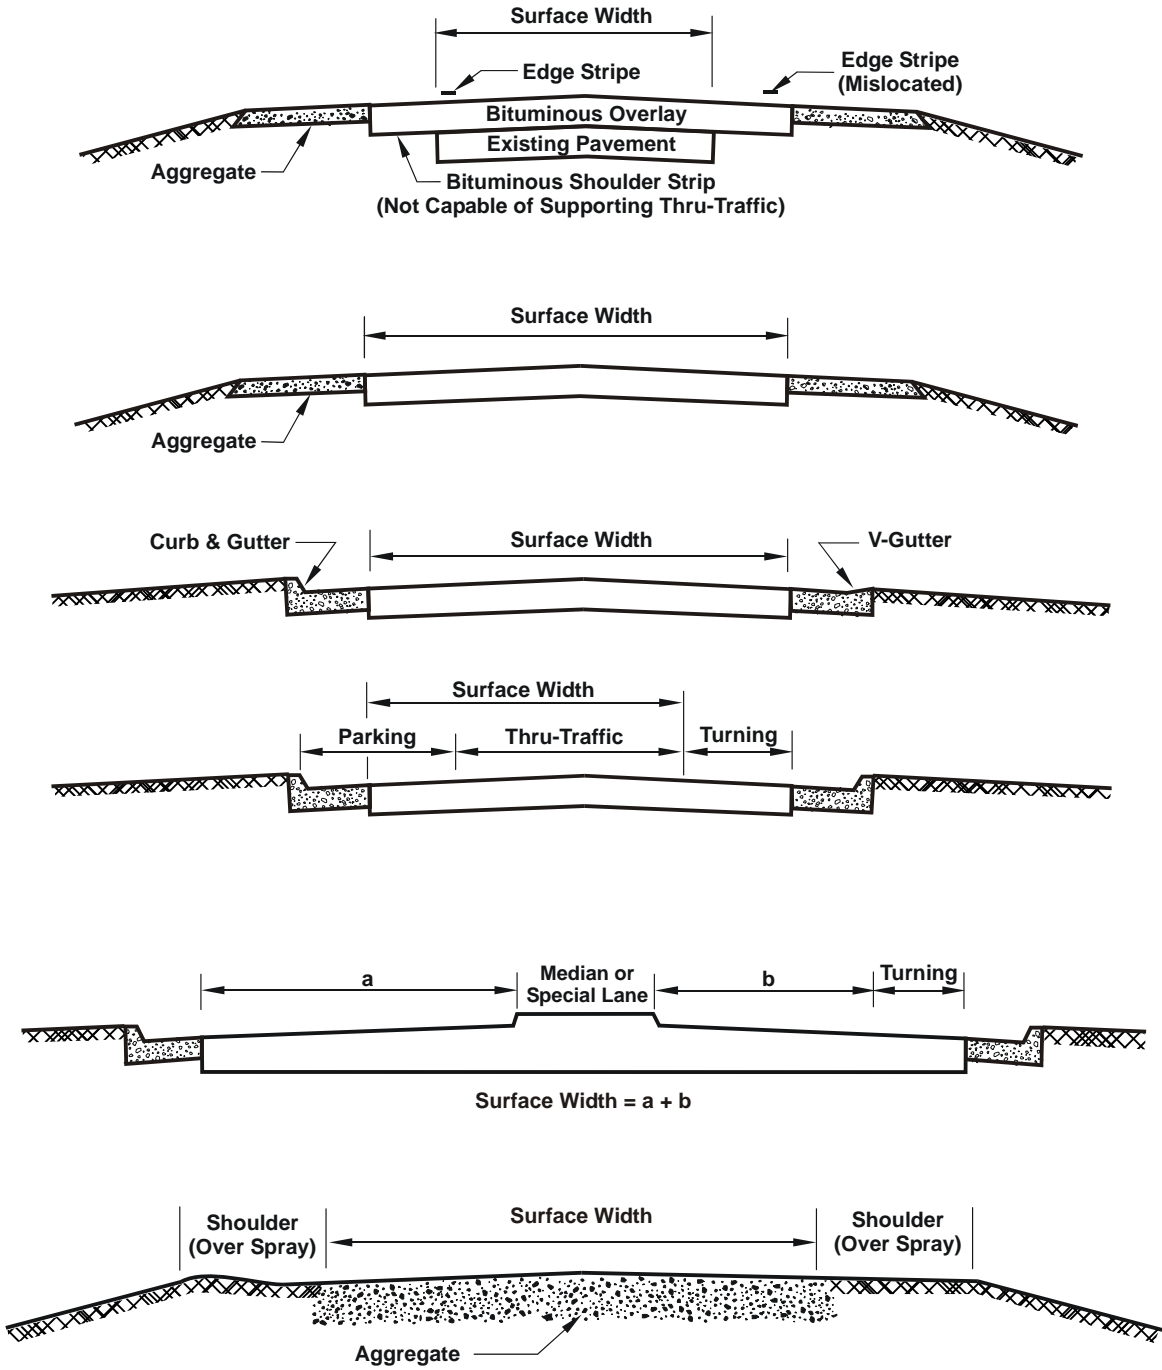 Surface Width
Edge Stripe
Edge Stripe
(Mislocated)
Bituminous Overlay
Existing Pavement
Aggregate
Bituminous Shoulder Strip
(Not Capable of Supporting Thru-Traffic)
Surface Width
Aggregate
Curb & Gutter
Surface Width
V-Gutter
Surface Width
Parking
Thru-Traffic
Turning
a
Median or
Special Lane
b
Turning
Surface Width = a + b
Shoulder
(Over Spray)
Surface Width
Shoulder
(Over Spray)
Aggregate